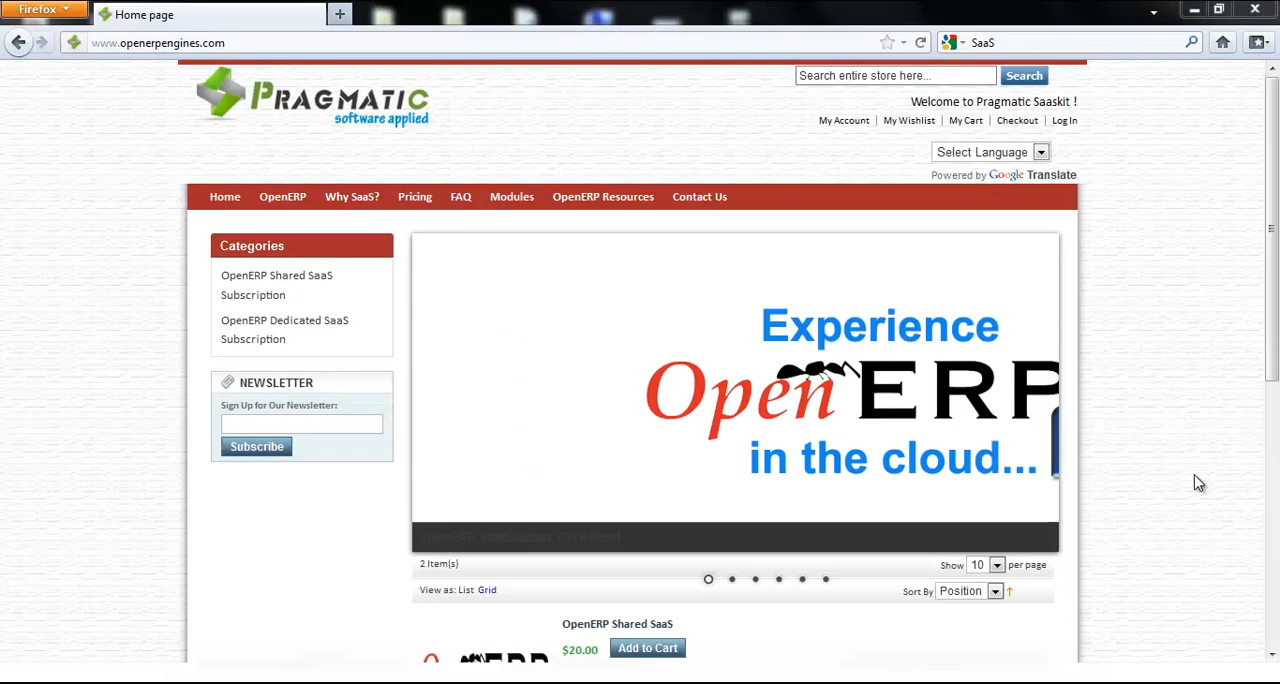 Firefox
Home page
www.openerpengines.com
SaaS
PRAGMATIC
software applied
Search entire store here...
Search
Welcome to Pragmatic Saaskit !
My Account | My Wishlist | My Cart | Checkout | Log In
Select Language
Powered by Google Translate
Home OpenERP Why SaaS? Pricing FAQ Modules OpenERP Resources Contact Us
Categories
OpenERP Shared SaaS
Subscription
OpenERP Dedicated SaaS
Subscription
NEWSLETTER
Sign Up for Our Newsletter:
Subscribe
Experience
Open ERP
in the cloud...
2 Item(s)
Show 10 per page
View as: List Grid
Sort By Position
OpenERP Shared SaaS
$20.00 Add to Cart